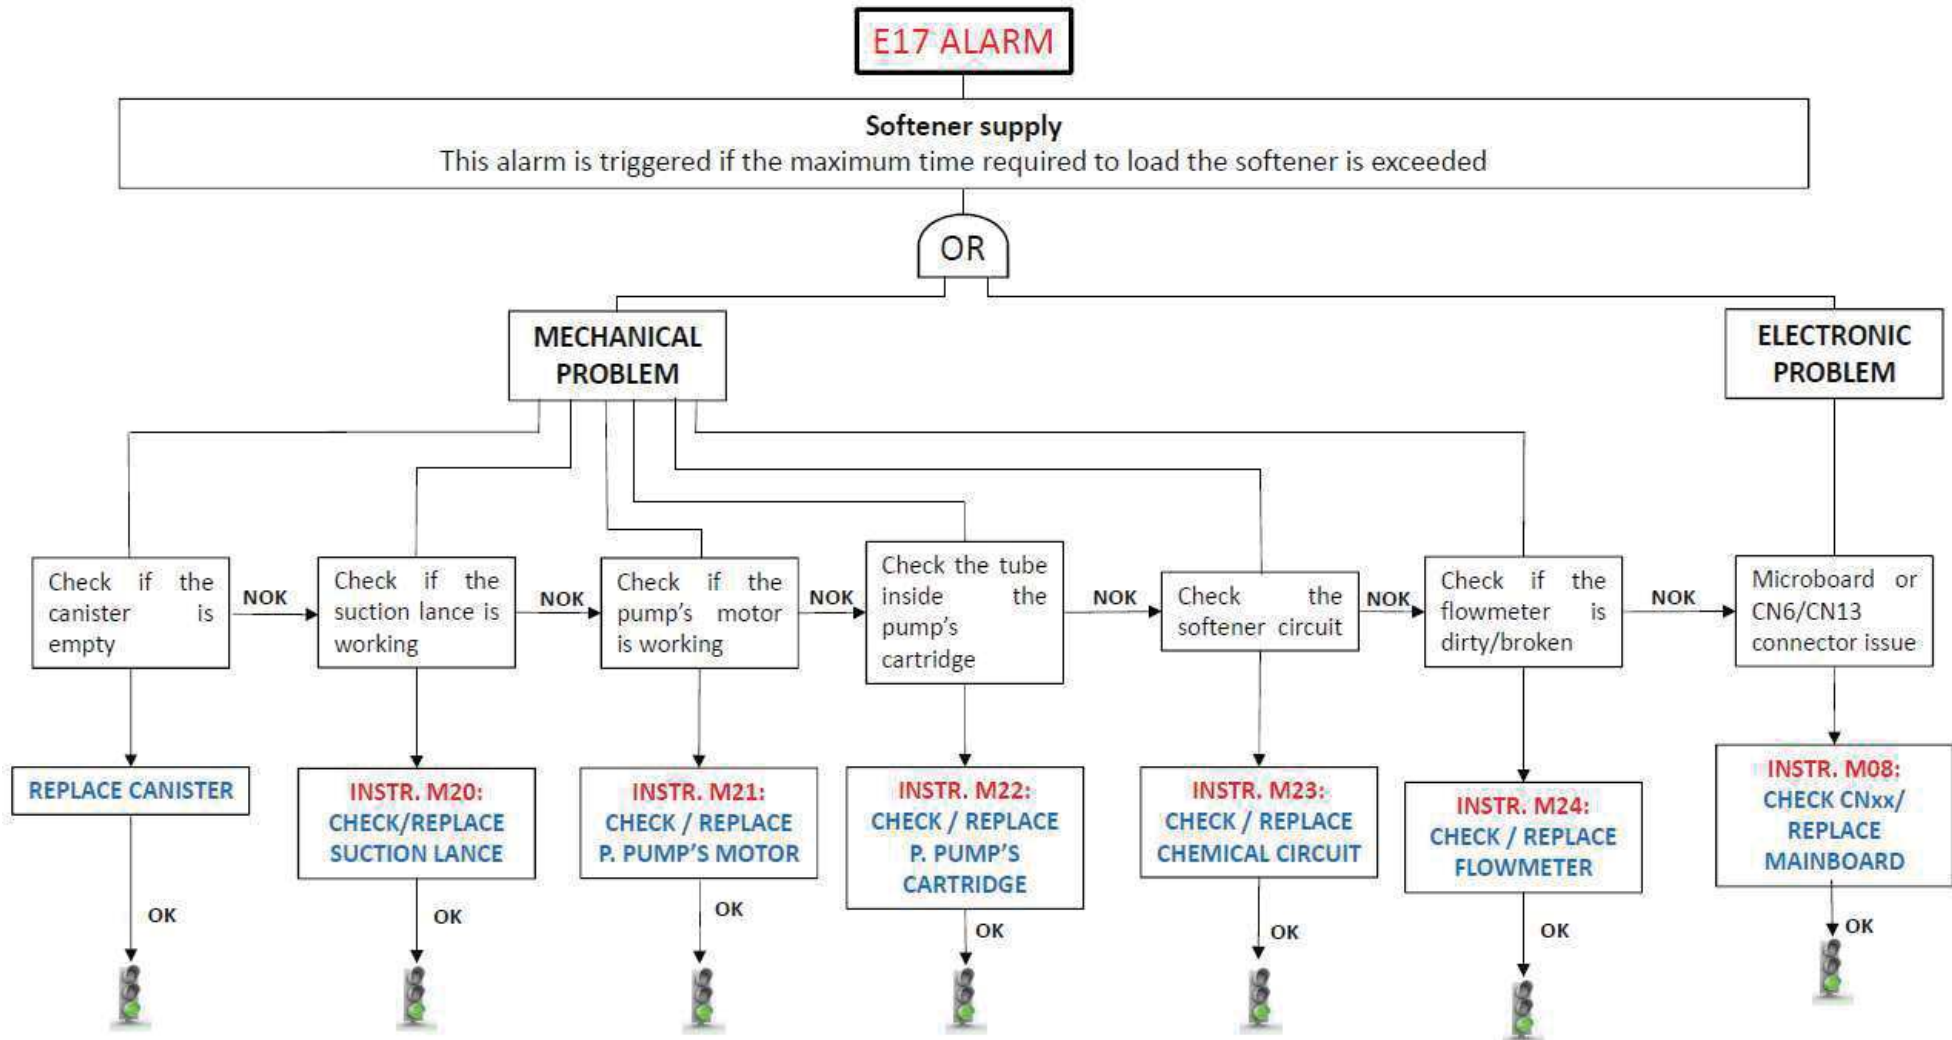 E17 ALARM
Softener supply
This alarm is triggered if the maximum time required to load the softener is exceeded
OR
MECHANICAL
PROBLEM
ELECTRONIC
PROBLEM
Check if the
canister is
empty
NOK
Check if the
suction lance is
working
NOK
Check if the
pump's motor
is working
NOK
Check the tube
inside the
pump's
cartridge
NOK
Check the
softener circuit
NOK
Check if the
flowmeter is
dirty/broken
NOK
Microboard or
CN6/CN13
connector issue
REPLACE CANISTER
INSTR. M20:
CHECK/REPLACE
SUCTION LANCE
INSTR. M21:
CHECK / REPLACE
P. PUMP'S MOTOR
INSTR. M22:
CHECK / REPLACE
P. PUMP'S
CARTRIDGE
INSTR. M23:
CHECK / REPLACE
CHEMICAL CIRCUIT
INSTR. M24:
CHECK / REPLACE
FLOWMETER
INSTR. M08:
CHECK CNxx/
REPLACE
MAINBOARD
OK
OK
OK
OK
OK
OK
OK